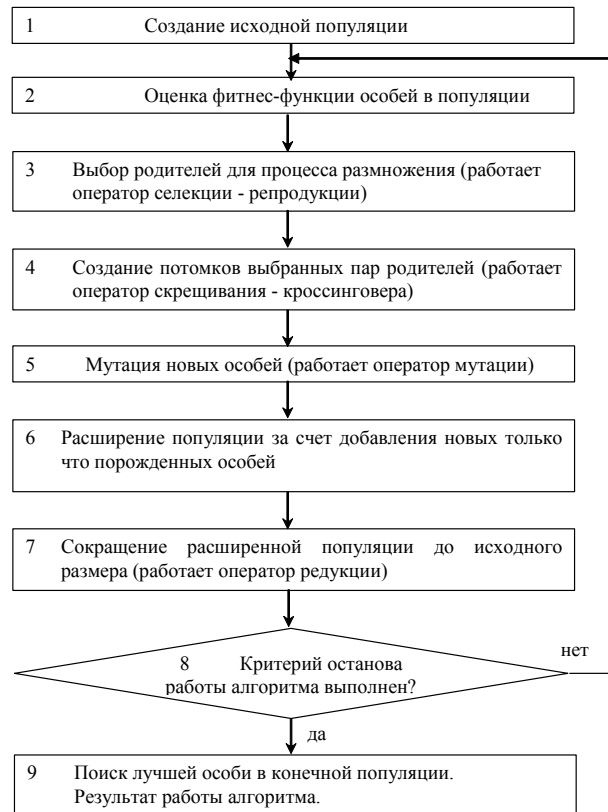 1 Создание исходной популяции
2 Оценка фитнес-функции особей в популяции
3 Выбор родителей для процесса размножения (работает
оператор селекции - репродукции)
4 Создание потомков выбранных пар родителей (работает
оператор скрещивания - кроссинговера)
5 Мутация новых особей (работает оператор мутации)
6 Расширение популяции за счет добавления новых только
что порожденных особей
7 Сокращение расширенной популяции до исходного
размера (работает оператор редукции)
нет
8 Критерий останова
работы алгоритма выполнен?
да
9 Поиск лучшей особи в конечной популяции.
Результат работы алгоритма.